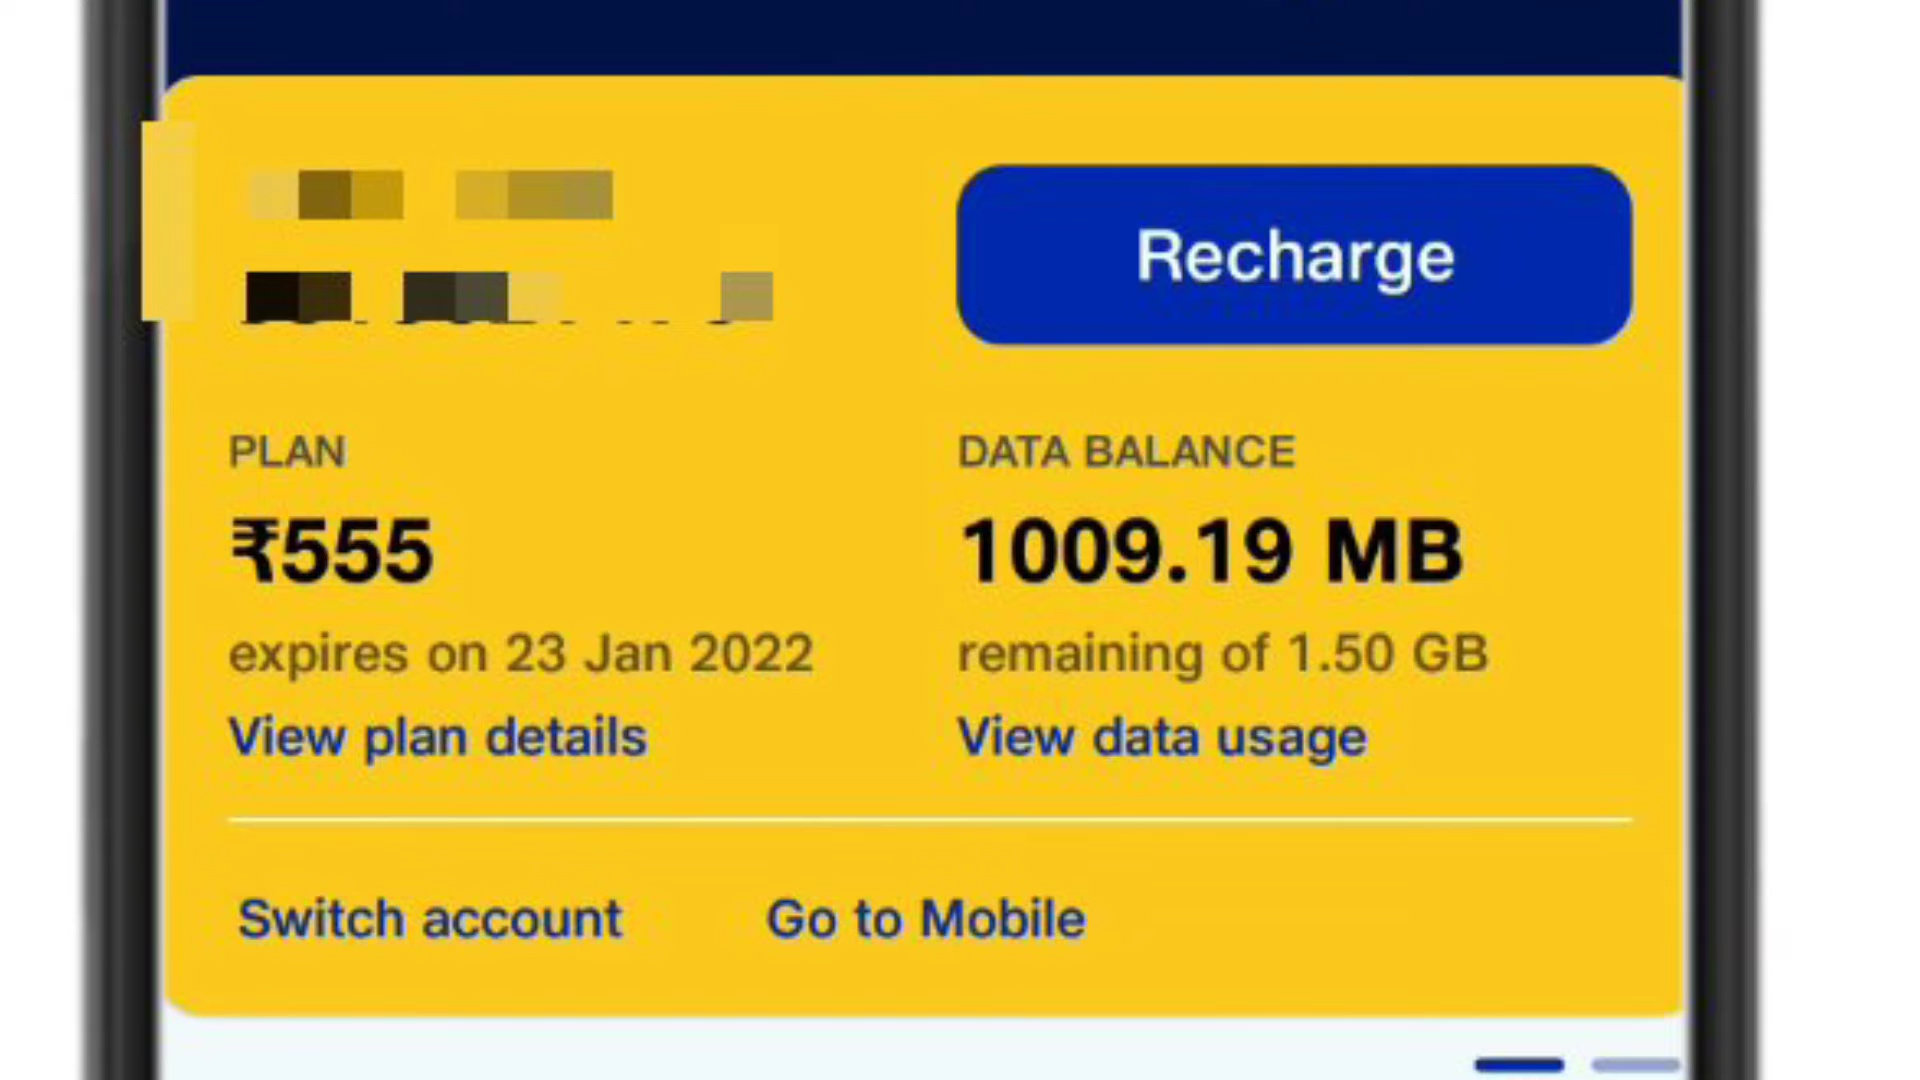 Recharge
PLAN
₹555
expires on 23 Jan 2022
View plan details
DATA BALANCE
1009.19 MB
remaining of 1.50 GB
View data usage
Switch account
Go to Mobile